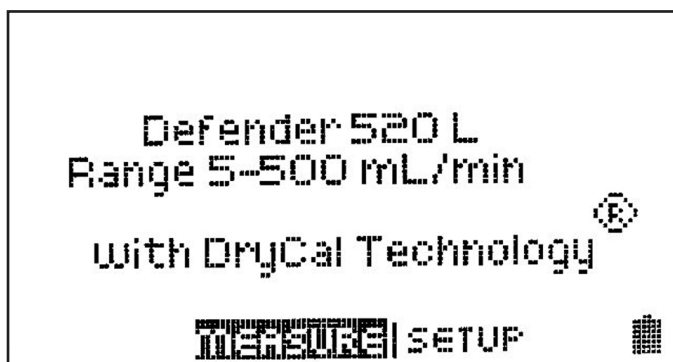 Defender 520 L
Range 5-500 mL/min
with DryCal Technology®
MEASURE|SETUP